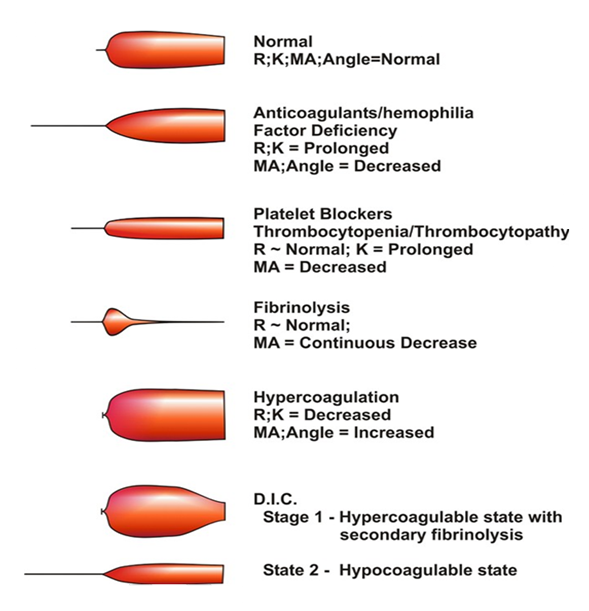 Normal
R;K;MA;Angle=Normal
Anticoagulants/hemophilia
Factor Deficiency
R;K = Prolonged
MA;Angle = Decreased
Platelet Blockers
Thrombocytopenia/Thrombocytopathy
R ~ Normal; K = Prolonged
MA = Decreased
Fibrinolysis
R ~ Normal;
MA = Continuous Decrease
Hypercoagulation
R;K = Decreased
MA;Angle = Increased
D.I.C.
Stage 1 - Hypercoagulable state with
secondary fibrinolysis
State 2 - Hypocoagulable state